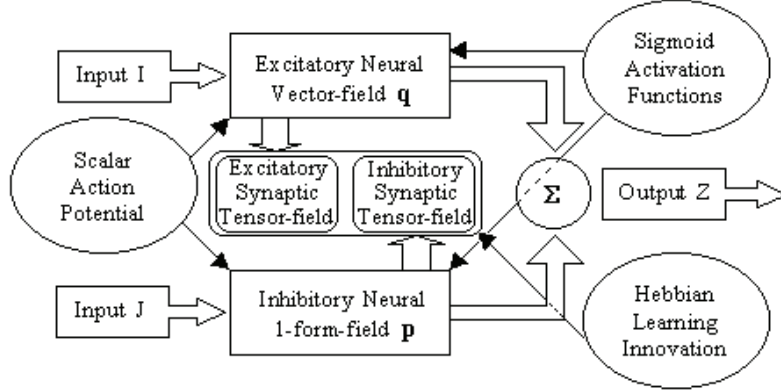 Input I
Excitatory Neural
Vector-field q
Sigmoid
Activation
Functions
Scalar
Action
Potential
Excitatory
Synaptic
Tensor-field
Inhibitory
Synaptic
Tensor-field
Σ
Output Z
Input J
Inhibitory Neural
1-form-field p
Hebbian
Learning
Innovation